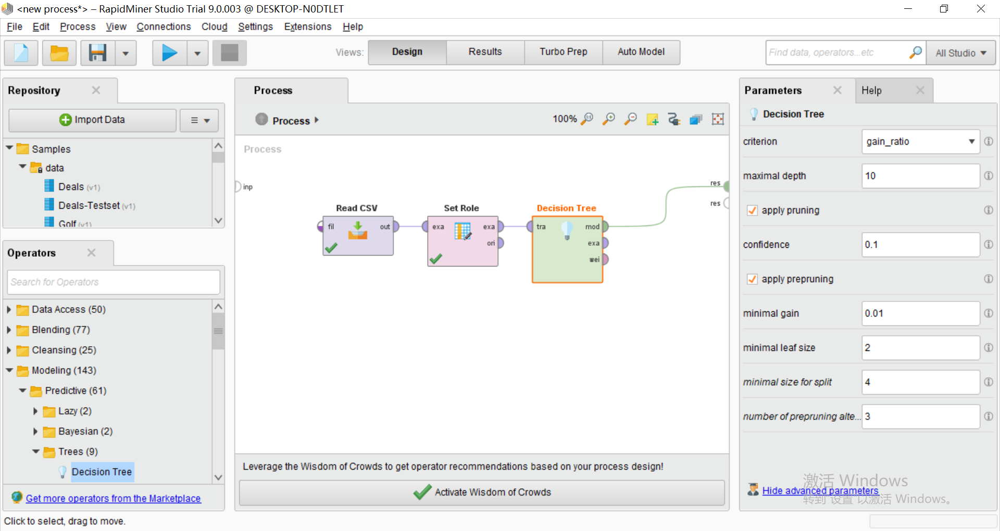 <new process*> – RapidMiner Studio Trial 9.0.003 @ DESKTOP-N0DTLET
File Edit Process View Connections Cloud Settings Extensions Help
Views: Design Results Turbo Prep Auto Model
Find data, operators...etc
All Studio
Repository
Import Data
Samples
data
Deals (v1)
Deals-Testset (v1)
Golf (v1)
Operators
Search for Operators
Data Access (50)
Blending (77)
Cleansing (25)
Modeling (143)
Predictive (61)
Lazy (2)
Bayesian (2)
Trees (9)
Decision Tree
Get more operators from the Marketplace
Click to select, drag to move.
Process
Process
100%
Process
inp
res
res
Read CSV
fil out
Set Role
exa exa
ori
Decision Tree
tra mod
exa
wei
Leverage the Wisdom of Crowds to get operator recommendations based on your process design!
Activate Wisdom of Crowds
Parameters
Help
Decision Tree
criterion gain_ratio
maximal depth 10
apply pruning
confidence 0.1
apply prepruning
minimal gain 0.01
minimal leaf size 2
minimal size for split 4
number of prepruning alte... 3
Hide advanced parameters
激活 Windows
转到"设置"以激活 Windows。